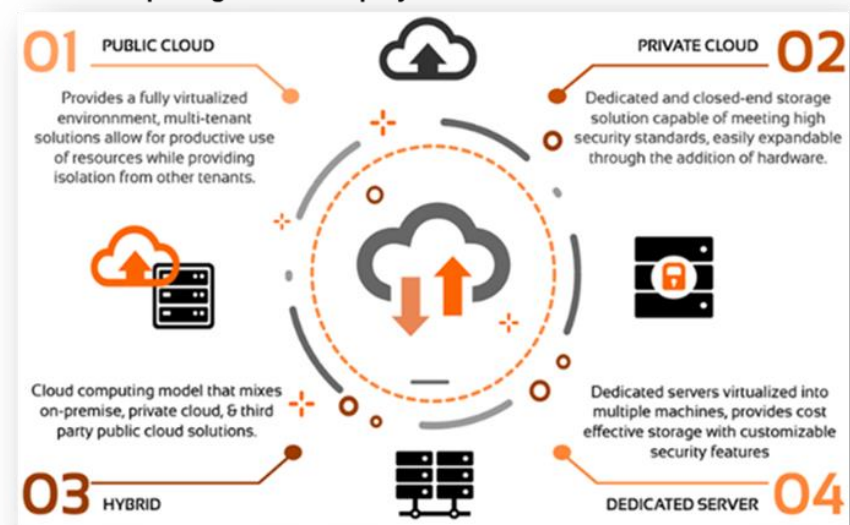 01 PUBLIC CLOUD
Provides a fully virtualized
environnment, multi-tenant
solutions allow for productive use
of resources while providing
isolation from other tenants.
PRIVATE CLOUD 02
Dedicated and closed-end storage
solution capable of meeting high
security standards, easily expandable
through the addition of hardware.
Cloud computing model that mixes
on-premise, private cloud, & third
party public cloud solutions.
03 HYBRID
Dedicated servers virtualized into
multiple machines, provides cost
effective storage with customizable
security features
DEDICATED SERVER 04